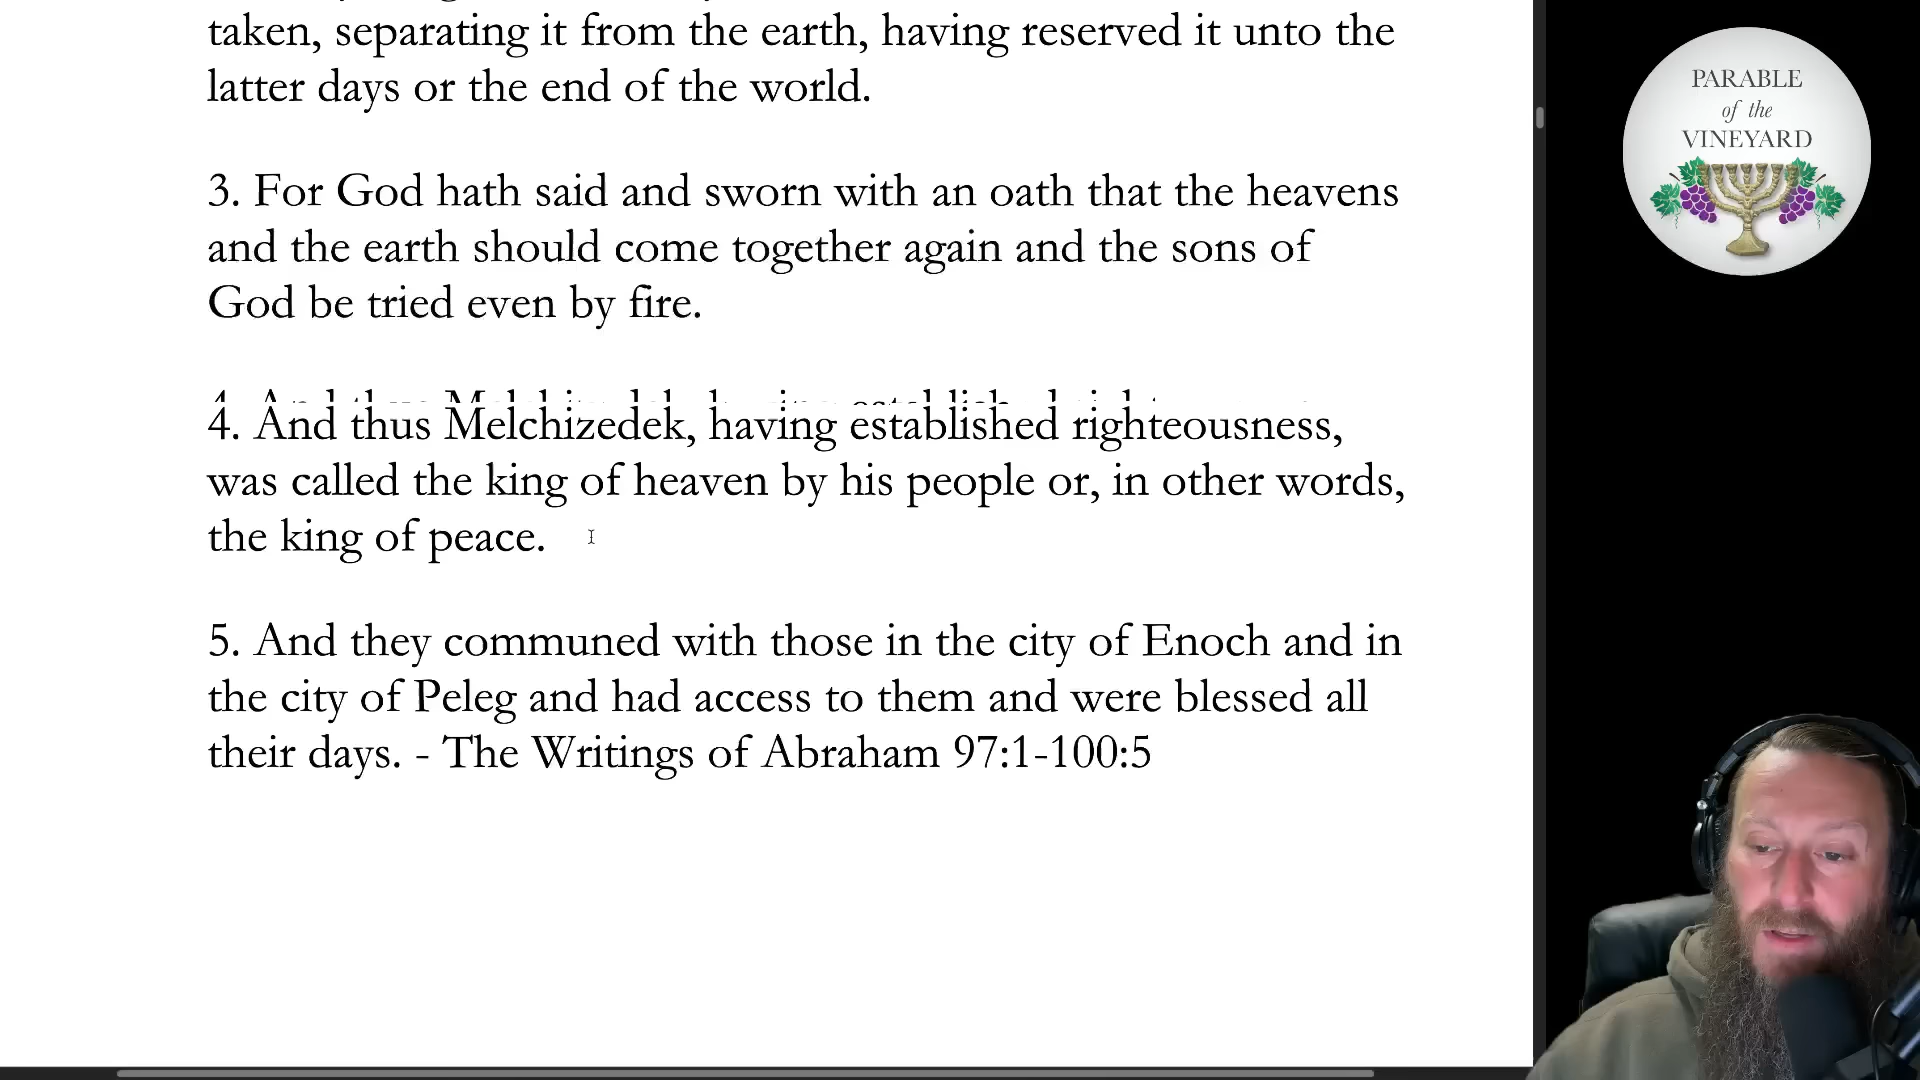 taken, separating it from the earth, having reserved it unto the
latter days or the end of the world.
3. For God hath said and sworn with an oath that the heavens
and the earth should come together again and the sons of
God be tried even by fire.
4. And thus Melchizedek, having established righteousness,
was called the king of heaven by his people or, in other words,
the king of peace.
5. And they communed with those in the city of Enoch and in
the city of Peleg and had access to them and were blessed all
their days. - The Writings of Abraham 97:1-100:5
PARABLE
of the
VINEYARD